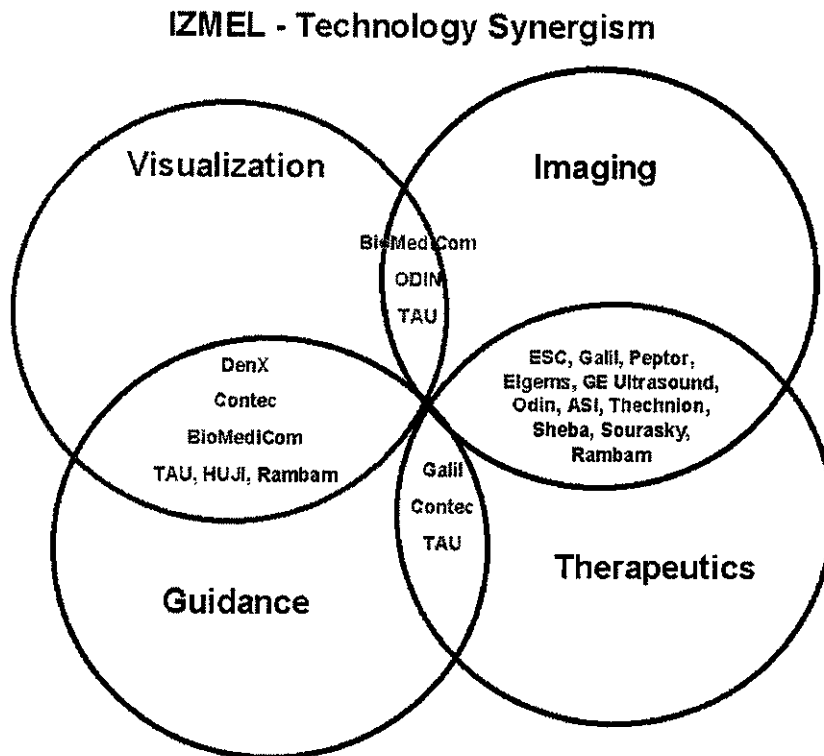 IZMEL - Technology Synergism
Visualization
Imaging
BioMediCom
ODIN
TAU
DenX
Contec
BioMediCom
TAU, HUJI, Rambam
ESC, Galil, Peptor,
Elgems, GE Ultrasound,
Odin, ASI, Thechnion,
Sheba, Sourasky,
Rambam
Galil
Contec
TAU
Guidance
Therapeutics